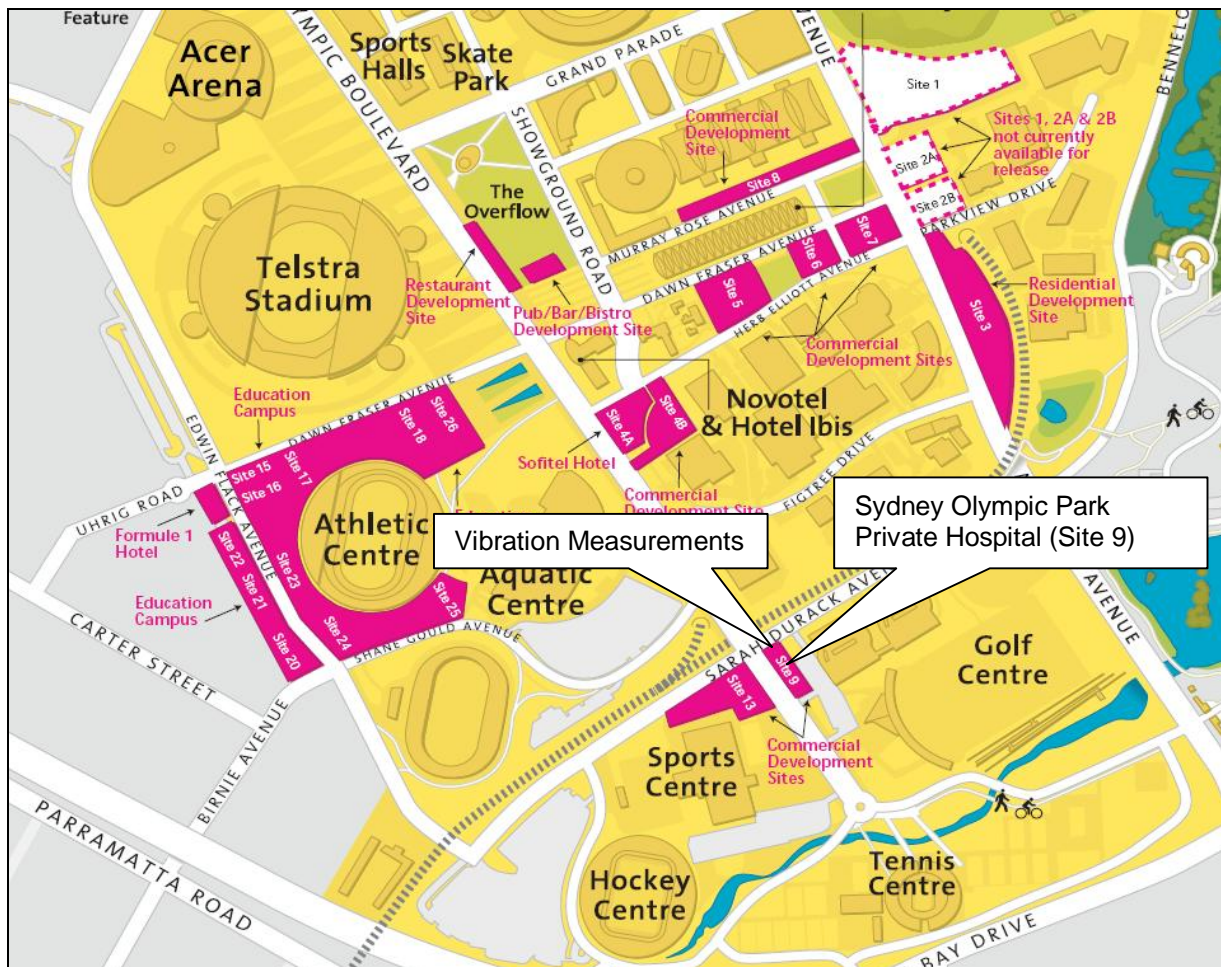 Feature
Acer
Arena
YMPIC BOULEVARD
Sports
Halls
Skate
Park
GRAND PARADE
SHOWGROUND ROAD
VENUE
BENNELO
Site 1
Sites 1, 2A & 2B
not currently
available for
release
Site 2A
Site 2B
PARKVIEW DRIVE
Commercial
Development
Site
Site 8
MURRAY ROSE AVENUE
The
Overflow
Telstra
Stadium
Restaurant
Development
Site
Pub/Bar/Bistro
Development Site
DAWN FRASER AVENUE
Site 5
Site 6
Site 7
HERB ELLIOTT AVENUE
Commercial
Development Sites
Site 3
Residential
Development
Site
Education
Campus
DAWN FRASER AVENUE
Site 26
Site 18
Site 17
Site 15
Site 16
EDWIN FLACK AVENUE
UHRIG ROAD
Formule 1
Hotel
Site 4A
Site 4B
Sofitel Hotel
Novotel
& Hotel Ibis
Commercial
Development Site
FIGTREE DRIVE
Athletic
Centre
Aquatic
Centre
Vibration Measurements
Sydney Olympic Park
Private Hospital (Site 9)
Site 22
Site 21
Site 20
Site 23
Site 24
Site 25
Education
Campus
SHANE GOULD AVENUE
CARTER STREET
BIRNIE AVENUE
PARRAMATTA ROAD
SARAH DURACK AVEN
AVENUE
Site 9
Site 13
Commercial
Development
Sites
Golf
Centre
Sports
Centre
Hockey
Centre
Tennis
Centre
BAY DRIVE